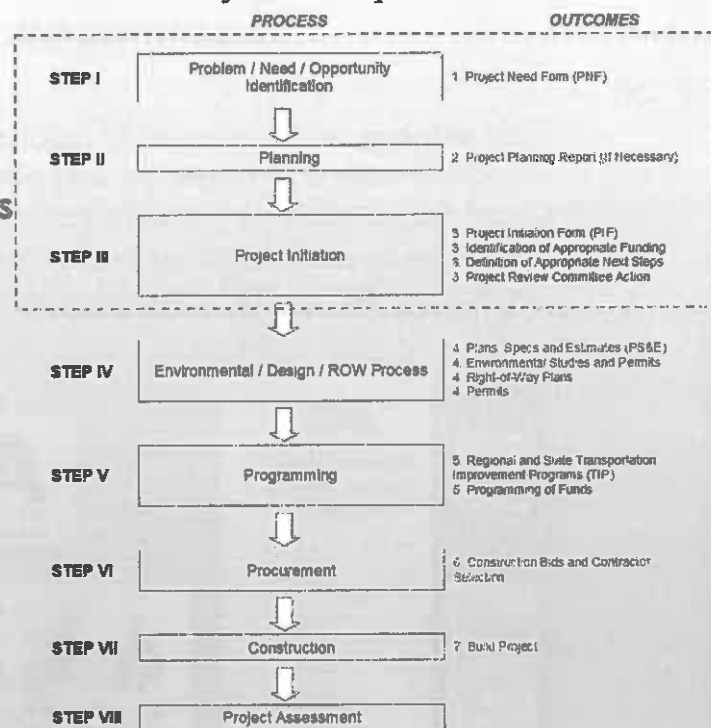 PROCESS
OUTCOMES
STEP I
Problem / Need / Opportunity
Identification
1 Project Need Form (PNF)
STEP II
Planning
2 Project Planning Report (If Necessary)
S
STEP III
Project Initiation
3 Project Initiation Form (PIF)
3 Identification of Appropriate Funding
3. Definition of Appropriate Next Steps
3 Project Review Committee Action
STEP IV
Environmental / Design / ROW Process
4 Plans, Specs and Estimates (PS&E)
4. Environmental Studies and Permits
4 Right-of-Way Plans
4 Permits
STEP V
Programming
5. Regional and State Transportation
Improvement Programs (TIP)
5 Programming of Funds
STEP VI
Procurement
6. Construction Bids and Contractor
Selection
STEP VII
Construction
7 Build Project
STEP VIII
Project Assessment